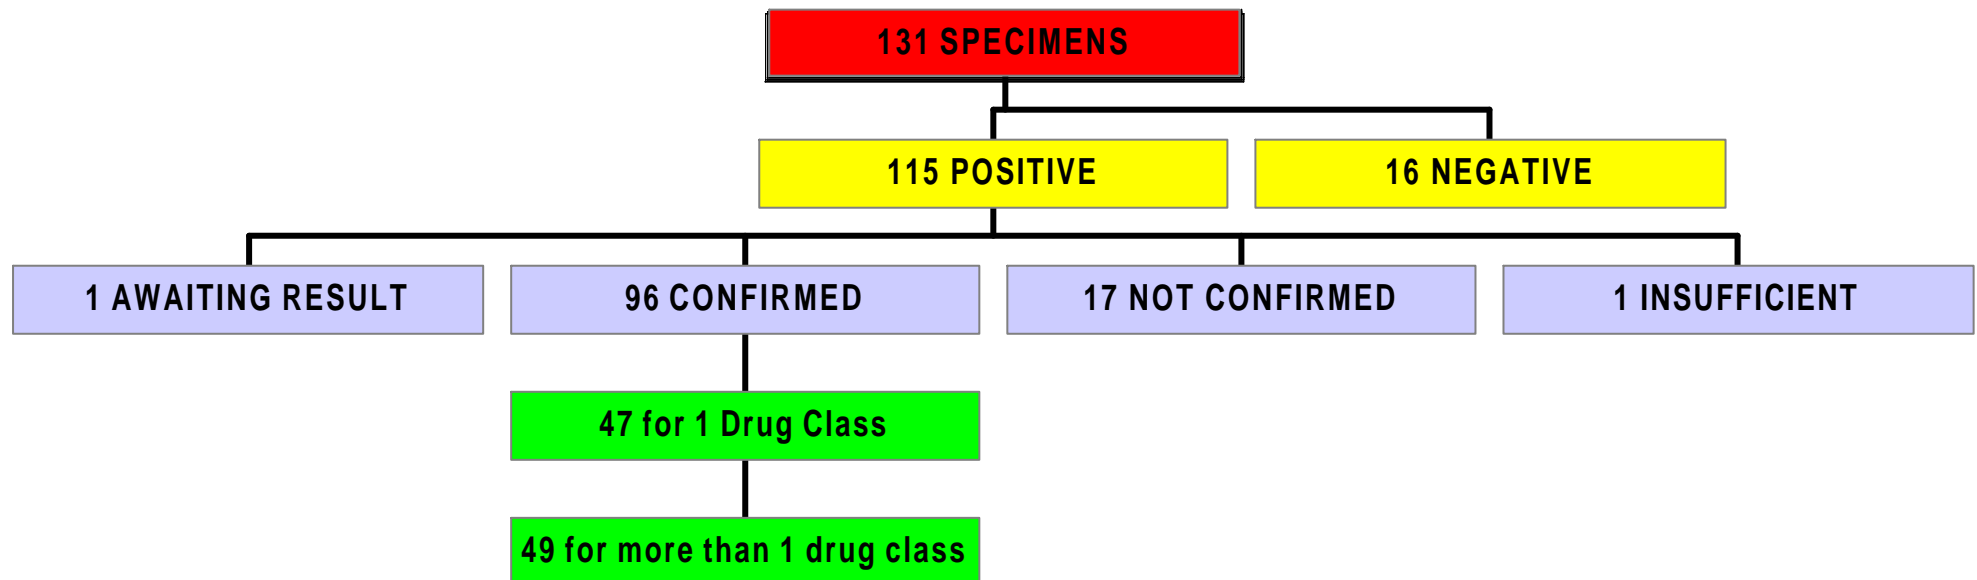 131 SPECIMENS
115 POSITIVE
16 NEGATIVE
1 AWAITING RESULT
96 CONFIRMED
17 NOT CONFIRMED
1 INSUFFICIENT
47 for 1 Drug Class
49 for more than 1 drug class